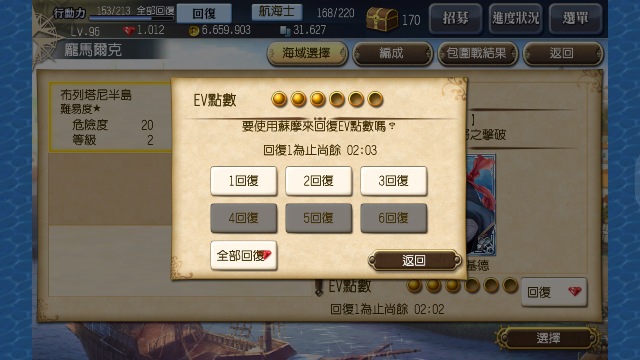 行動力 153/213 全部回復 回復 航海士 168/220 170 招募 進度狀況 選單
Lv.96 1.012 6.659.903 31.627
龐馬爾克 海域選擇 編成 包圍戰結果 返回
布列塔尼半島
難易度★
危險度 20
等級 2
EV點數
要使用蘇摩來回復EV點數嗎？
回復1為止尚餘 02:03
1回復 2回復 3回復
4回復 5回復 6回復
全部回復 返回
】
之擊破
基德
EV點數 回復
回復1為止尚餘 02:02
選擇